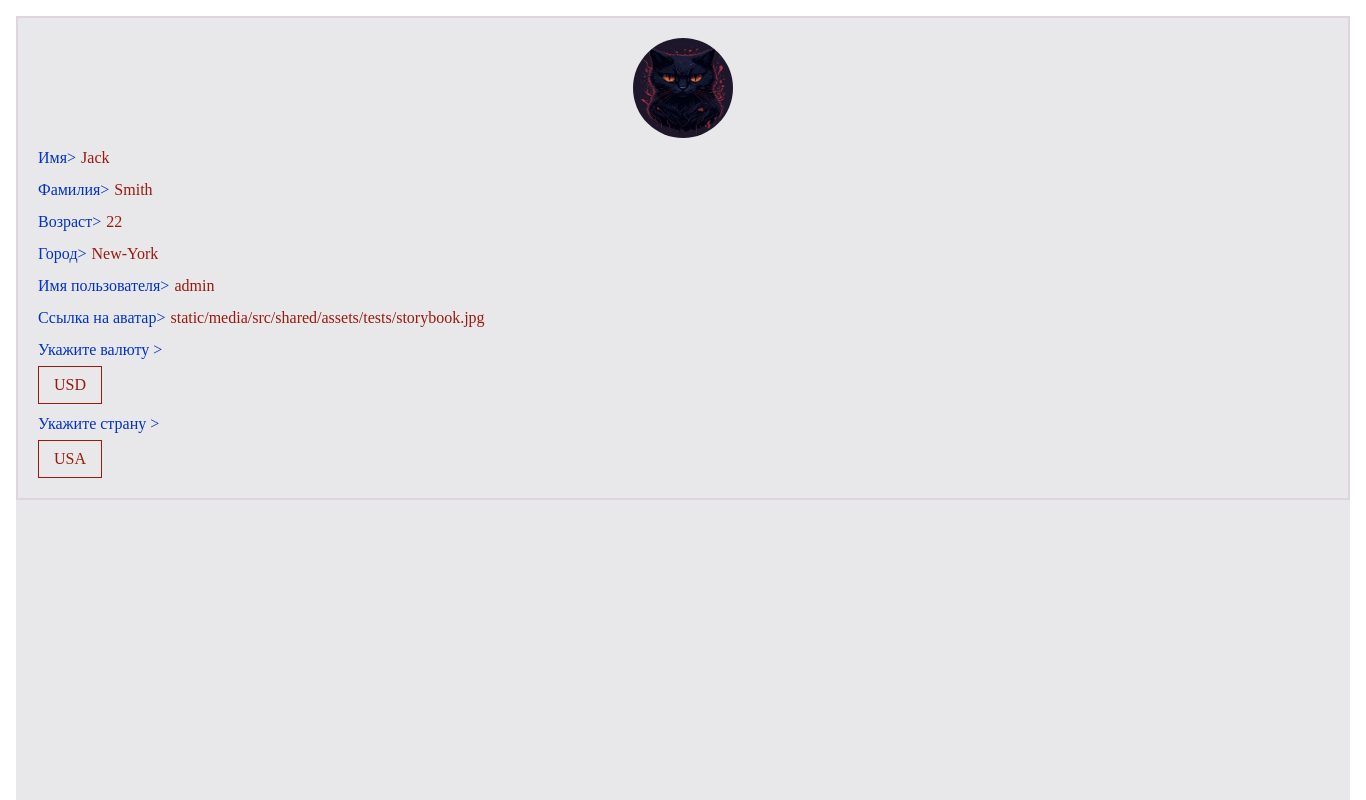 Имя> Jack
Фамилия> Smith
Возраст> 22
Город> New-York
Имя пользователя> admin
Ссылка на аватар> static/media/src/shared/assets/tests/storybook.jpg
Укажите валюту >
USD
Укажите страну >
USA